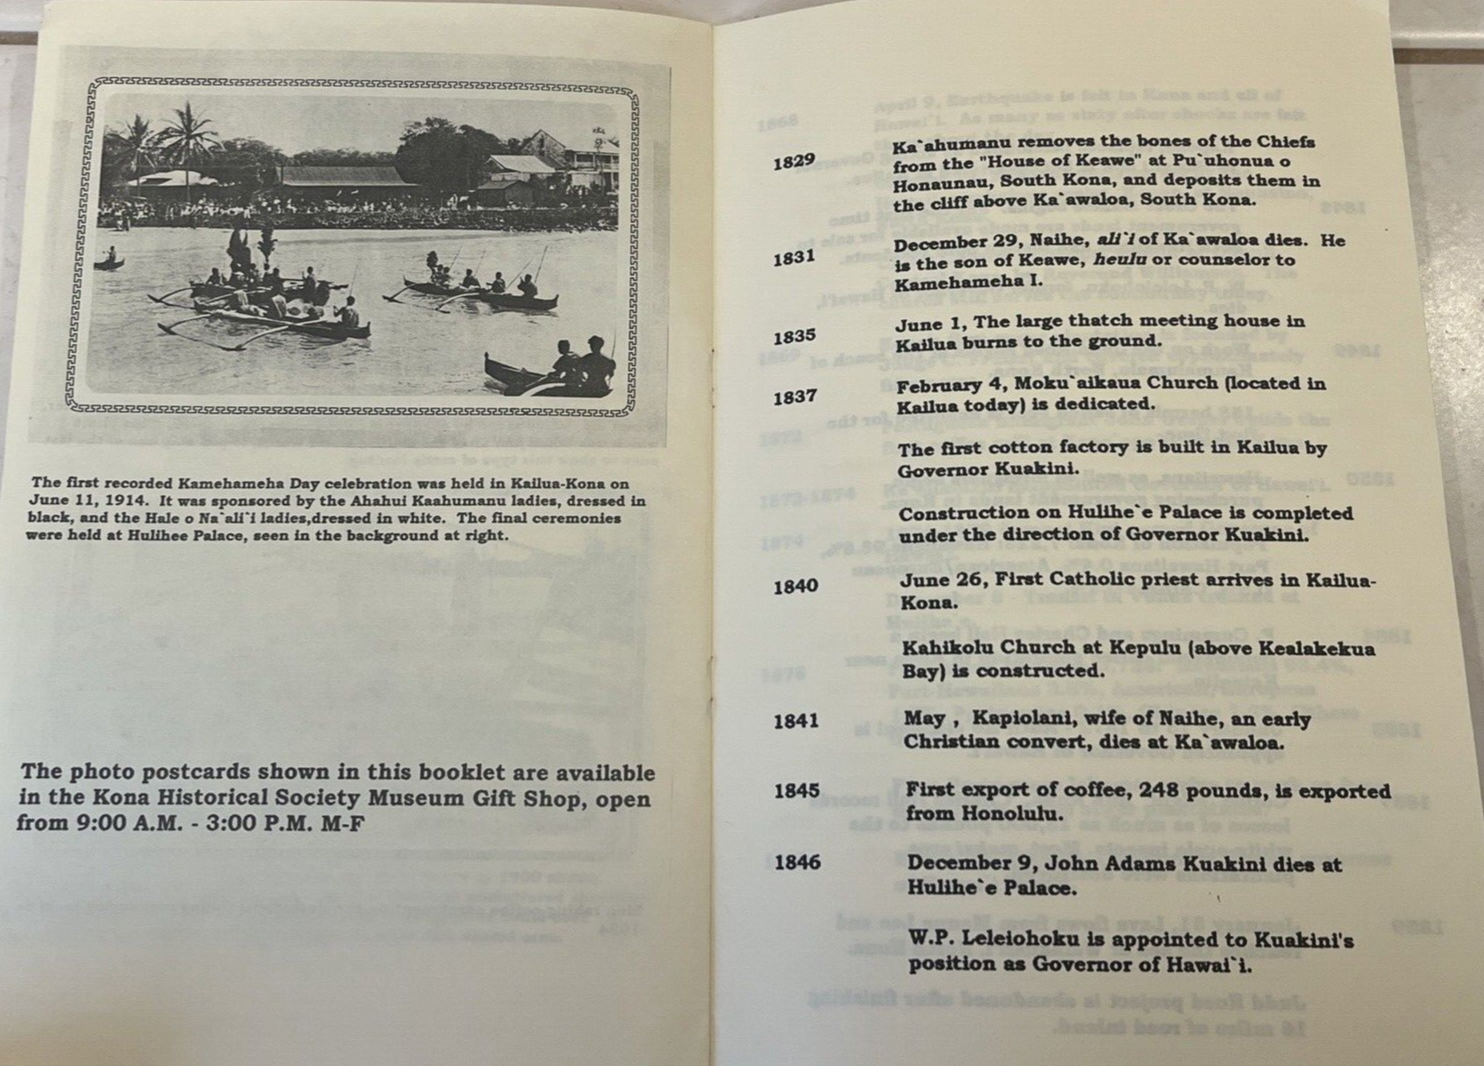 The first recorded Kamehameha Day celebration was held in Kailua-Kona on
June 11, 1914. It was sponsored by the Ahahui Kaahumanu ladies, dressed in
black, and the Hale o Na`ali`i ladies,dressed in white. The final ceremonies
were held at Hulihee Palace, seen in the background at right.
The photo postcards shown in this booklet are available
in the Kona Historical Society Museum Gift Shop, open
from 9:00 A.M. - 3:00 P.M. M-F
1829 Ka`ahumanu removes the bones of the Chiefs
from the "House of Keawe" at Pu`uhonua o
Honaunau, South Kona, and deposits them in
the cliff above Ka`awaloa, South Kona.
1831 December 29, Naihe, ali`i of Ka`awaloa dies. He
is the son of Keawe, heulu or counselor to
Kamehameha I.
1835 June 1, The large thatch meeting house in
Kailua burns to the ground.
1837 February 4, Moku`aikaua Church (located in
Kailua today) is dedicated.
The first cotton factory is built in Kailua by
Governor Kuakini.
Construction on Hulihe`e Palace is completed
under the direction of Governor Kuakini.
1840 June 26, First Catholic priest arrives in Kailua-
Kona.
Kahikolu Church at Kepulu (above Kealakekua
Bay) is constructed.
1841 May , Kapiolani, wife of Naihe, an early
Christian convert, dies at Ka`awaloa.
1845 First export of coffee, 248 pounds, is exported
from Honolulu.
1846 December 9, John Adams Kuakini dies at
Hulihe`e Palace.
W.P. Leleiohoku is appointed to Kuakini's
position as Governor of Hawai`i.